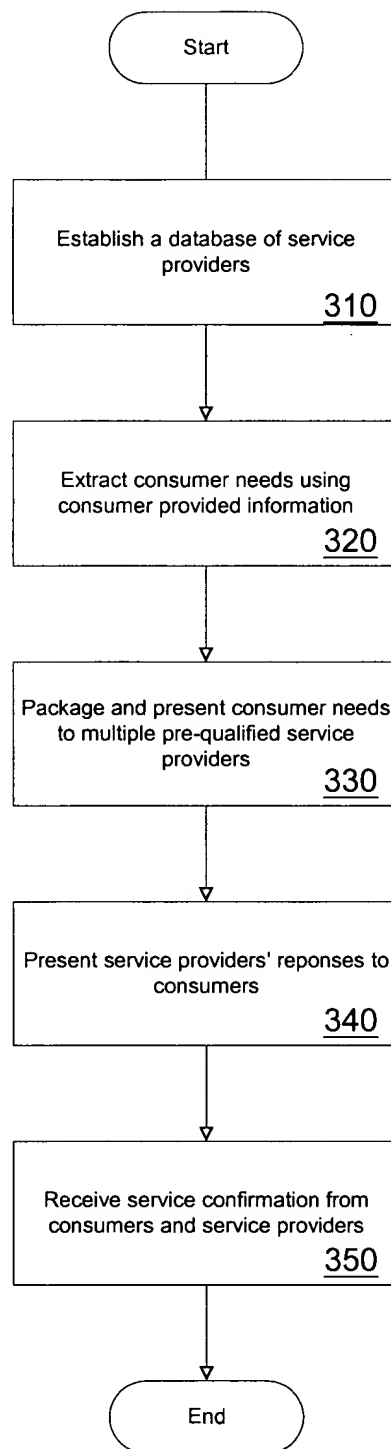 Start
Establish a database of service
providers
310
Extract consumer needs using
consumer provided information
320
Package and present consumer needs
to multiple pre-qualified service
providers
330
Present service providers' reponses to
consumers
340
Receive service confirmation from
consumers and service providers
350
End